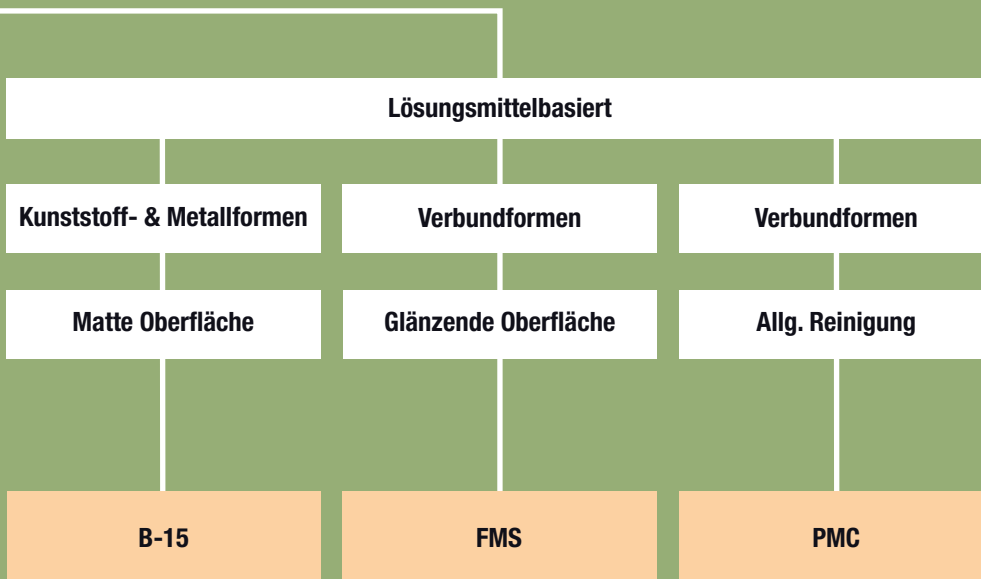 Lösungsmittelbasiert
Kunststoff- & Metallformen
Verbundformen
Verbundformen
Matte Oberfläche
Glänzende Oberfläche
Allg. Reinigung
B-15
FMS
PMC